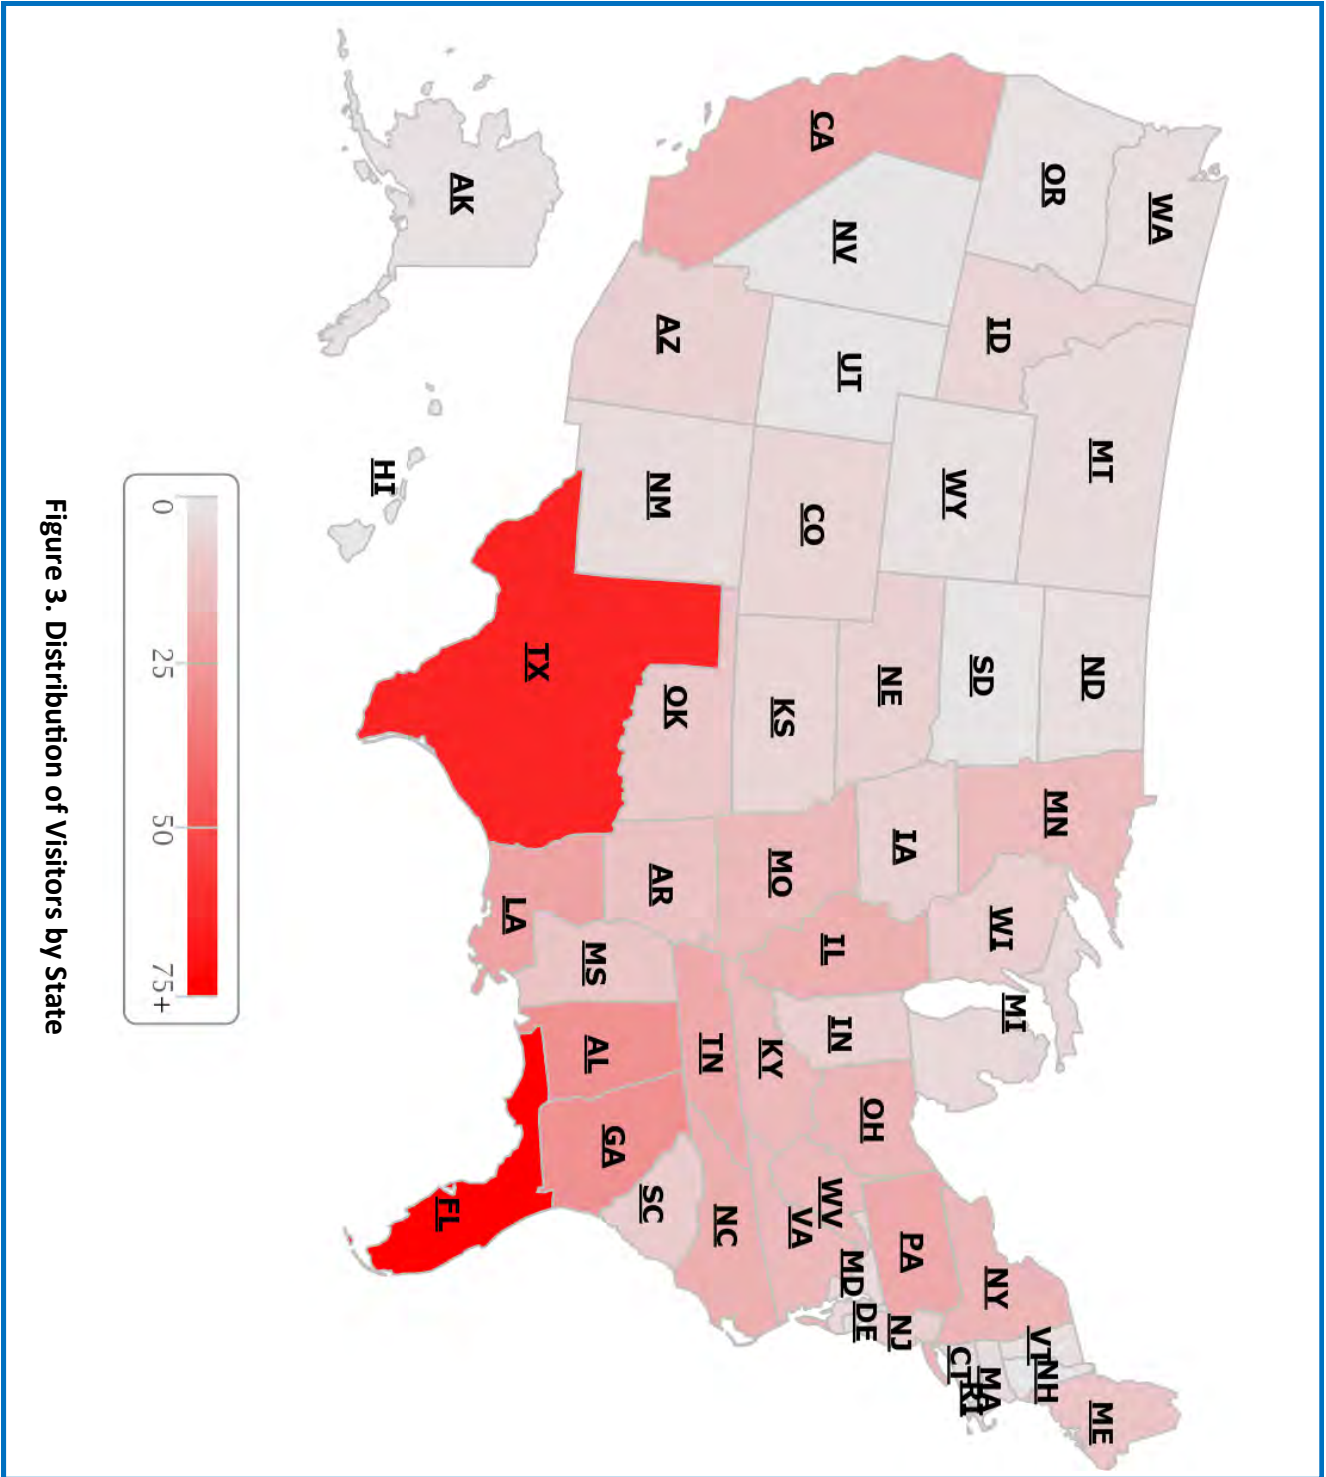 WA
OR
CA
NV
ID
MT
WY
UT
AZ
CO
NM
ND
SD
NE
KS
OK
TX
MN
IA
MO
AR
LA
WI
IL
MS
MI
IN
KY
TN
AL
OH
GA
WV
VA
NC
SC
FL
PA
NY
MD
DE
NJ
VT
NH
MA
CT
RI
ME
AK
HI
0
25
50
75+
Figure 3. Distribution of Visitors by State